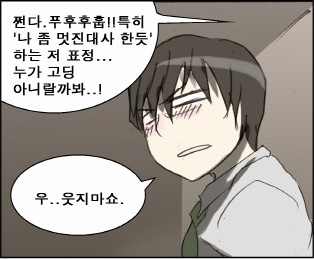 쩐다.푸후후훕!!특히
'나 좀 멋진대사 한듯'
하는 저 표정...
누가 고딩
아니랄까봐..!
우..웃지마쇼.